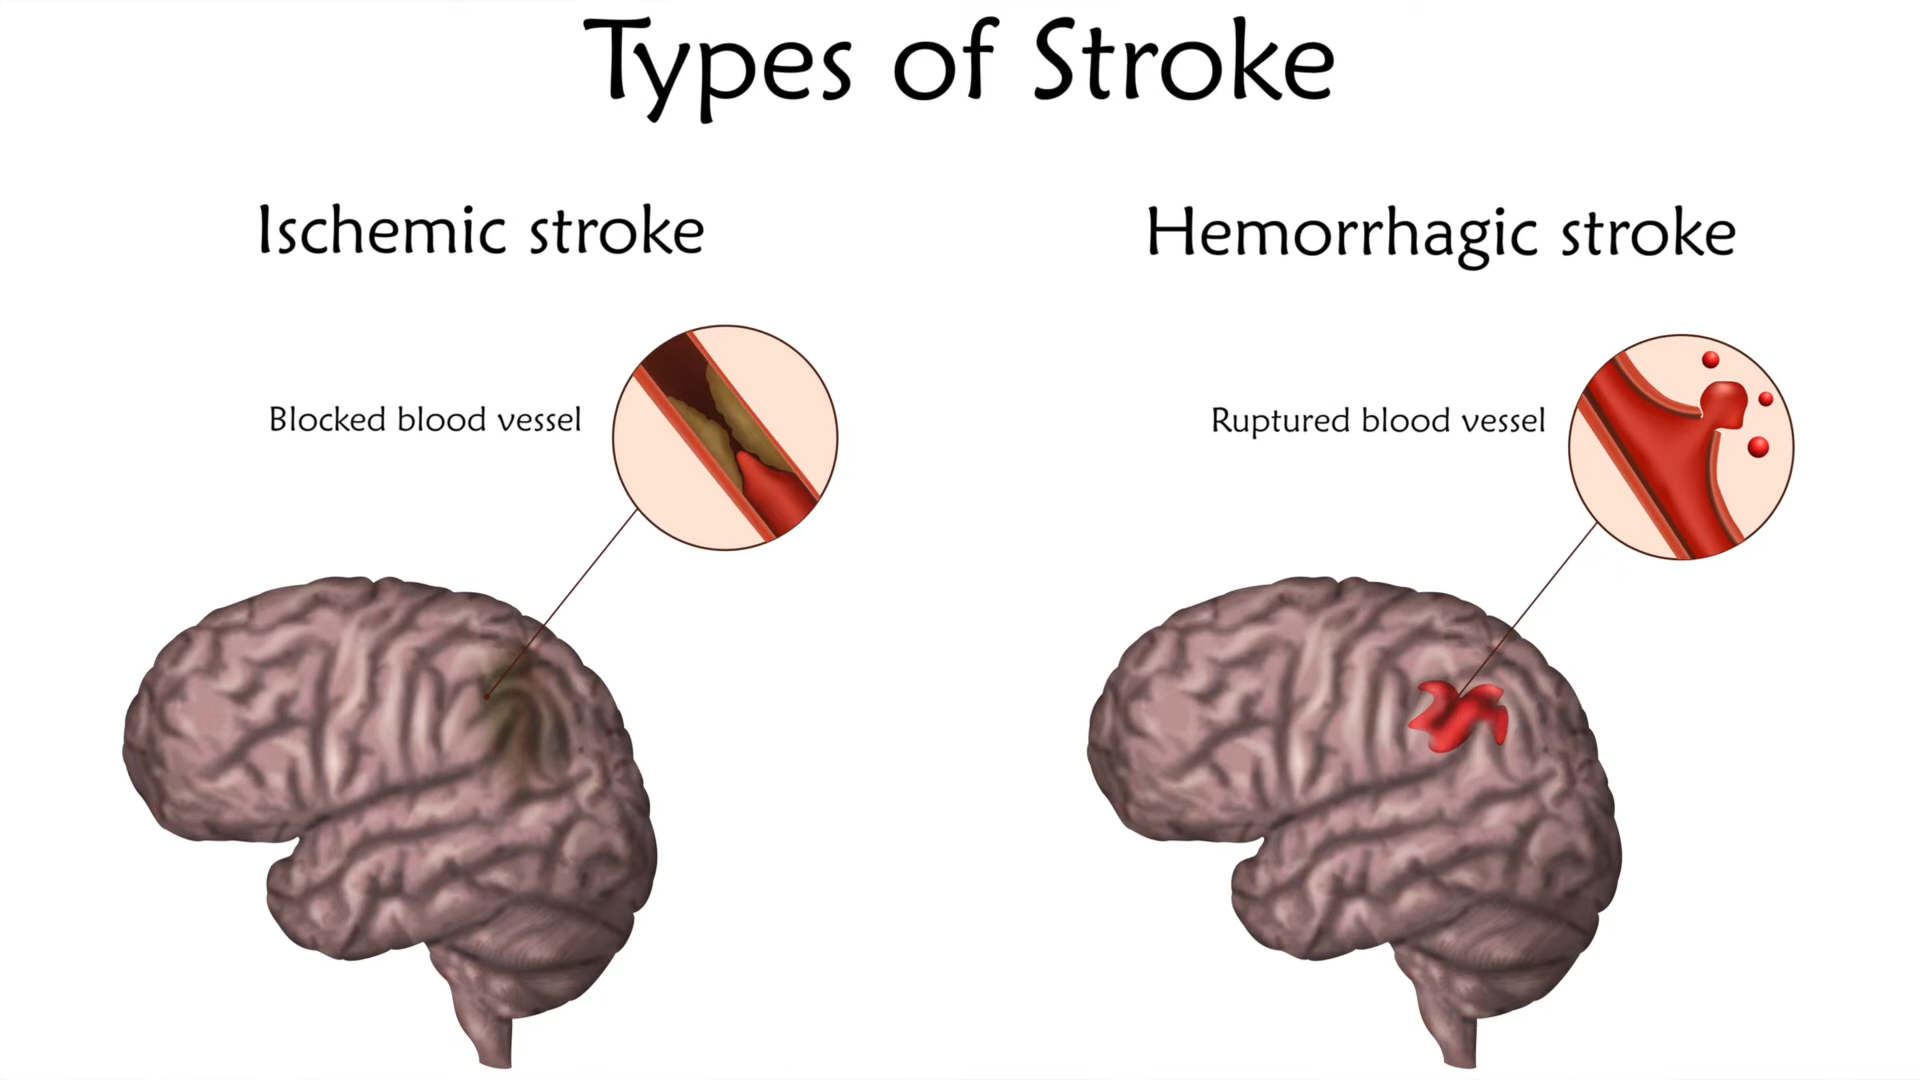 Types of Stroke
Ischemic stroke
Blocked blood vessel
Hemorrhagic stroke
Ruptured blood vessel